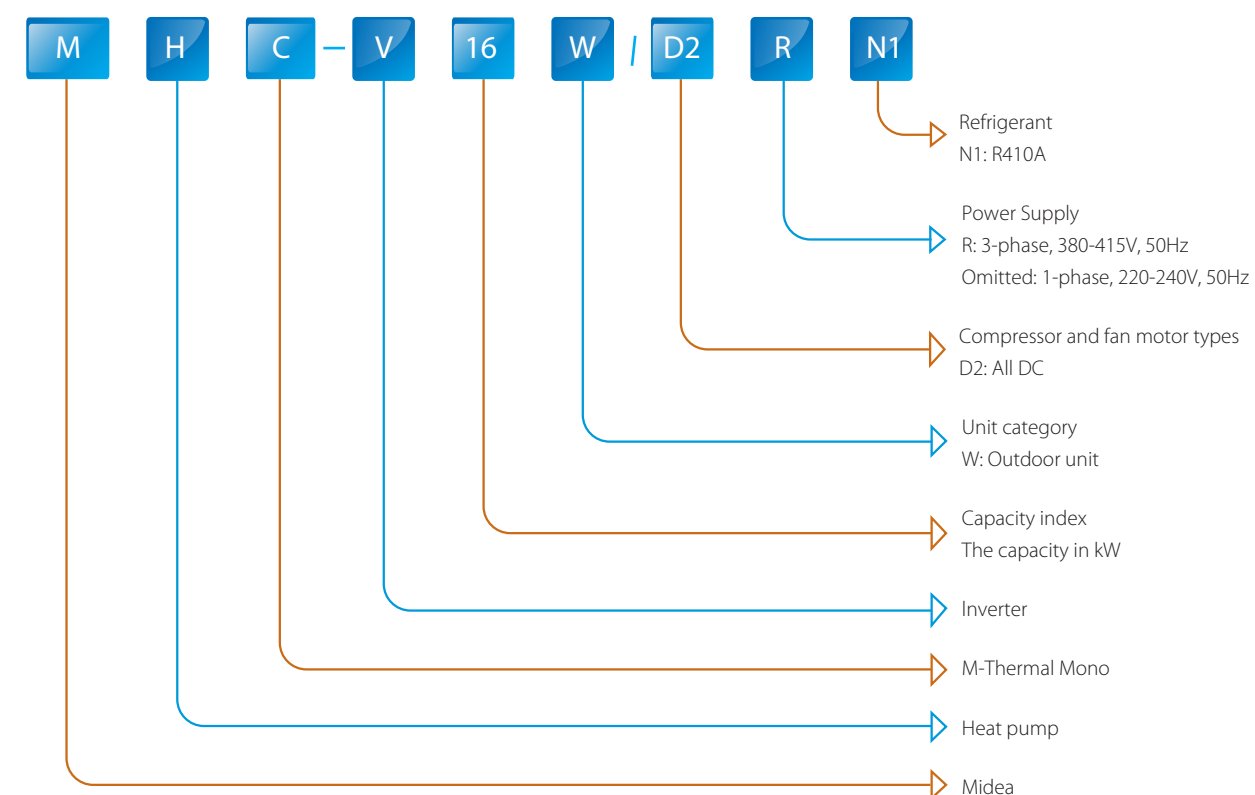 M H C – V 16 W / D2 R N1
Refrigerant
N1: R410A
Power Supply
R: 3-phase, 380-415V, 50Hz
Omitted: 1-phase, 220-240V, 50Hz
Compressor and fan motor types
D2: All DC
Unit category
W: Outdoor unit
Capacity index
The capacity in kW
Inverter
M-Thermal Mono
Heat pump
Midea